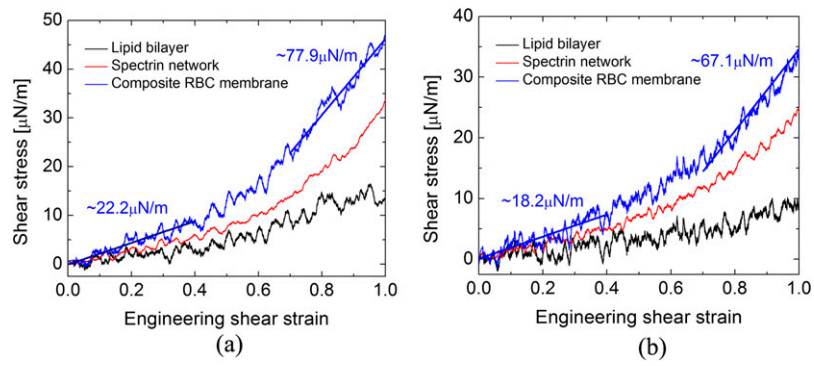 50
40
30
20
10
0
Shear stress [μN/m]
Lipid bilayer
Spectrin network
Composite RBC membrane
~77.9μN/m
~22.2μN/m
0.0 0.2 0.4 0.6 0.8 1.0
Engineering shear strain
(a)
40
30
20
10
0
Shear stress [μN/m]
Lipid bilayer
Spectrin network
Composite RBC membrane
~67.1μN/m
~18.2μN/m
0.0 0.2 0.4 0.6 0.8 1.0
Engineering shear strain
(b)